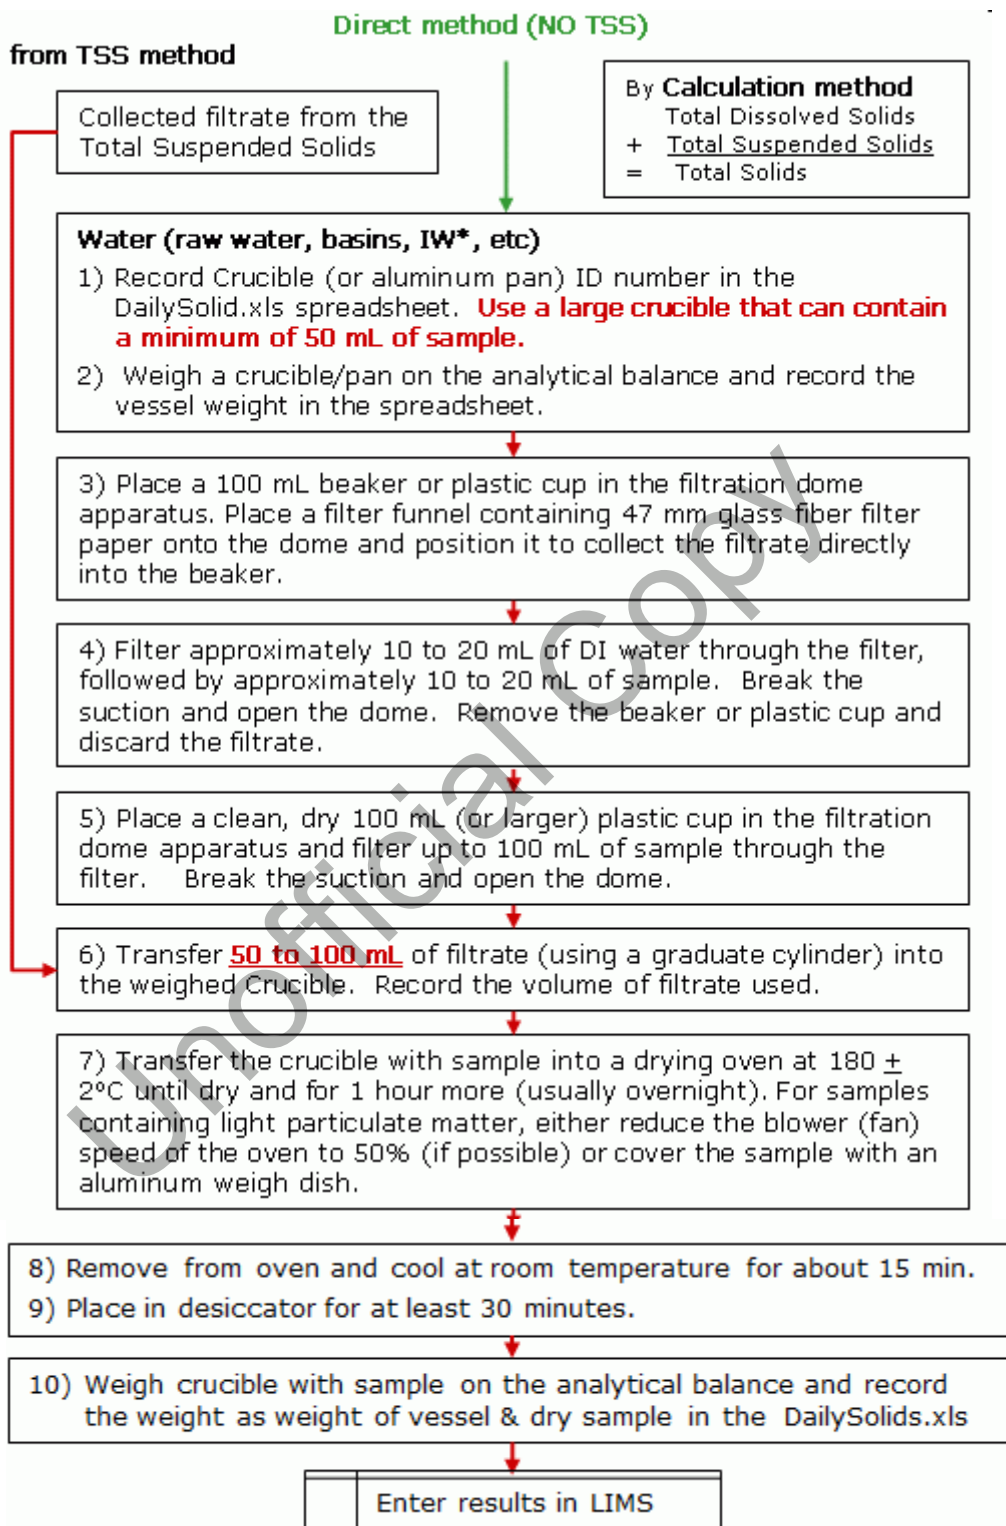 Direct method (NO TSS)
from TSS method
Collected filtrate from the
Total Suspended Solids
By Calculation method
Total Dissolved Solids
+ Total Suspended Solids
= Total Solids
Water (raw water, basins, IW*, etc)
1) Record Crucible (or aluminum pan) ID number in the
DailySolid.xls spreadsheet. Use a large crucible that can contain
a minimum of 50 mL of sample.
2) Weigh a crucible/pan on the analytical balance and record the
vessel weight in the spreadsheet.
3) Place a 100 mL beaker or plastic cup in the filtration dome
apparatus. Place a filter funnel containing 47 mm glass fiber filter
paper onto the dome and position it to collect the filtrate directly
into the beaker.
4) Filter approximately 10 to 20 mL of DI water through the filter,
followed by approximately 10 to 20 mL of sample. Break the
suction and open the dome. Remove the beaker or plastic cup and
discard the filtrate.
5) Place a clean, dry 100 mL (or larger) plastic cup in the filtration
dome apparatus and filter up to 100 mL of sample through the
filter. Break the suction and open the dome.
6) Transfer 50 to 100 mL of filtrate (using a graduate cylinder) into
the weighed Crucible. Record the volume of filtrate used.
7) Transfer the crucible with sample into a drying oven at 180 ±
2°C until dry and for 1 hour more (usually overnight). For samples
containing light particulate matter, either reduce the blower (fan)
speed of the oven to 50% (if possible) or cover the sample with an
aluminum weigh dish.
8) Remove from oven and cool at room temperature for about 15 min.
9) Place in desiccator for at least 30 minutes.
10) Weigh crucible with sample on the analytical balance and record
the weight as weight of vessel & dry sample in the DailySolids.xls
Enter results in LIMS
Unofficial Copy